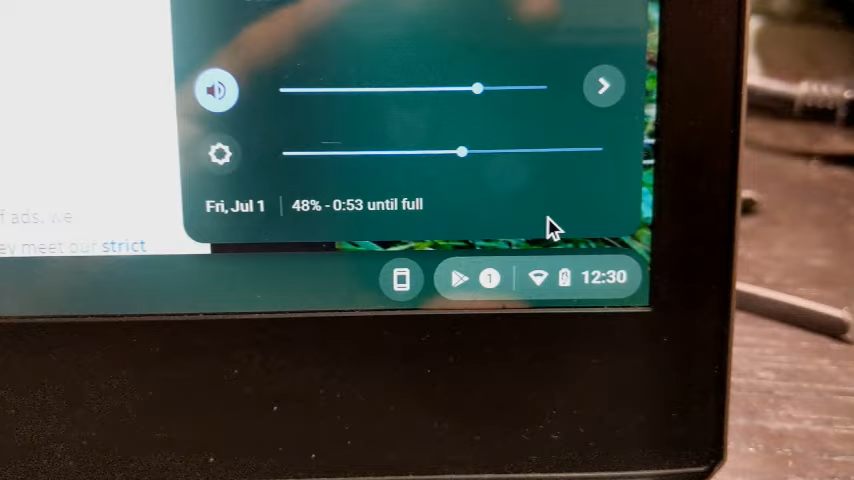 Fri, Jul 1 48% - 0:53 until full
f ads. we
ey meet our strict
1 12:30